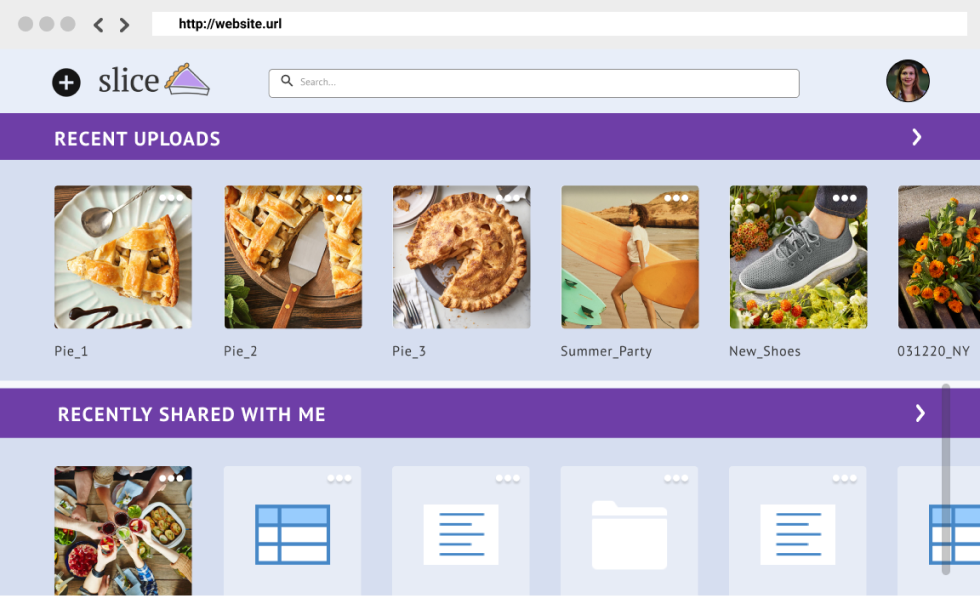 http://website.url
slice
Search...
RECENT UPLOADS
Pie_1
Pie_2
Pie_3
Summer_Party
New_Shoes
031220_NY
RECENTLY SHARED WITH ME